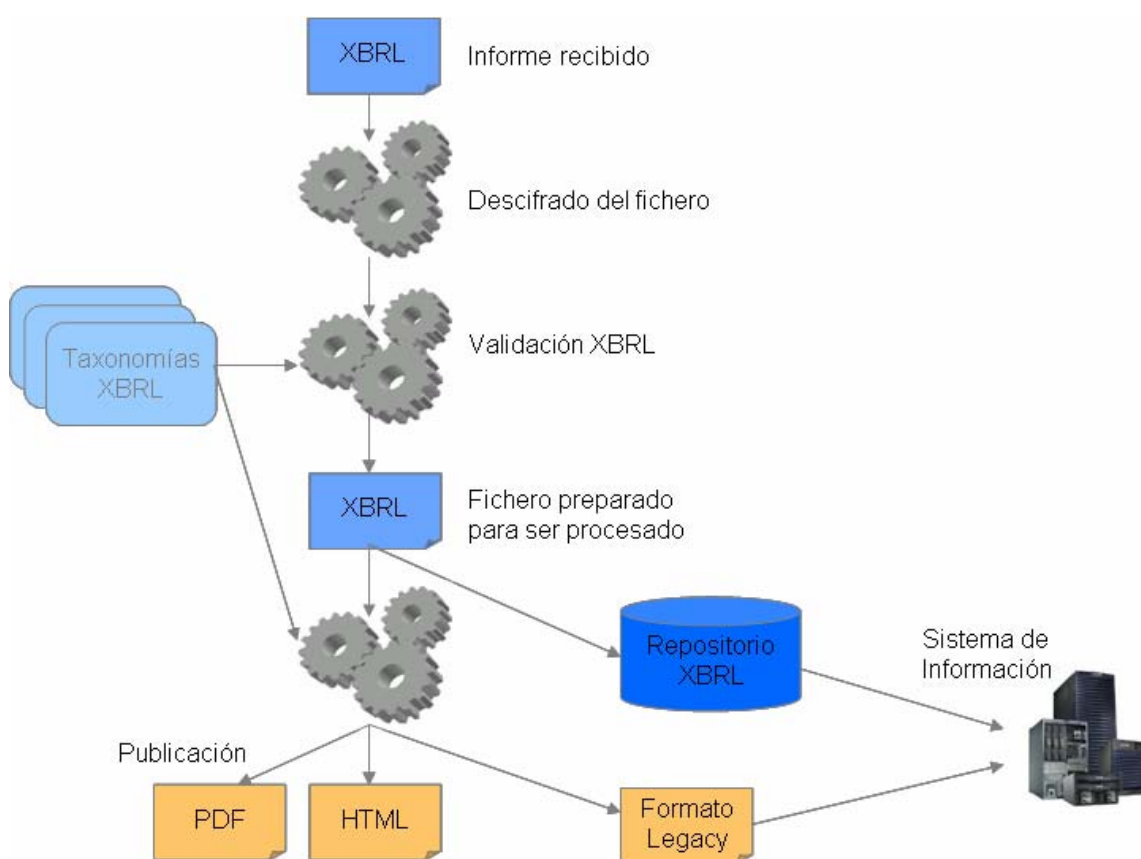 XBRL
Informe recibido
Descifrado del fichero
Validación XBRL
Taxonomías
XBRL
XBRL
Fichero preparado
para ser procesado
Repositorio
XBRL
Sistema de
Información
Publicación
PDF
HTML
Formato
Legacy